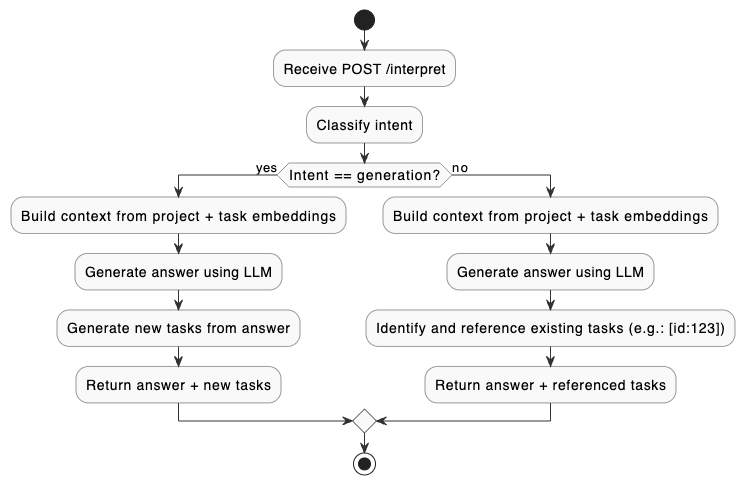 Receive POST /interpret
Classify intent
yes
Intent == generation?
no
Build context from project + task embeddings
Generate answer using LLM
Generate new tasks from answer
Return answer + new tasks
Build context from project + task embeddings
Generate answer using LLM
Identify and reference existing tasks (e.g.: [id:123])
Return answer + referenced tasks